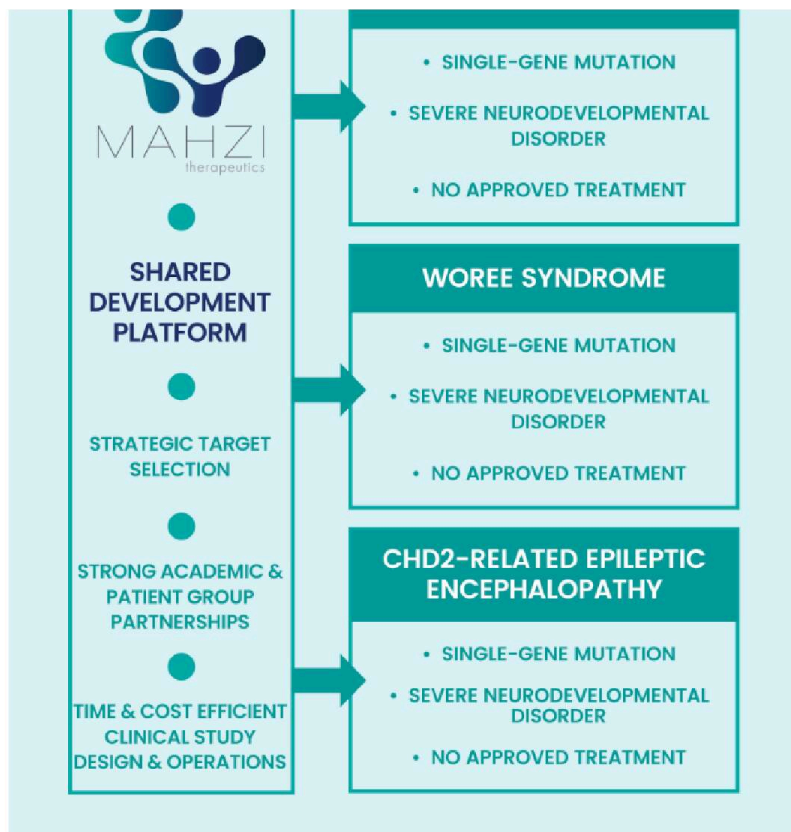 MAHZI
therapeutics
SHARED
DEVELOPMENT
PLATFORM
STRATEGIC TARGET
SELECTION
STRONG ACADEMIC &
PATIENT GROUP
PARTNERSHIPS
TIME & COST EFFICIENT
CLINICAL STUDY
DESIGN & OPERATIONS
• SINGLE-GENE MUTATION
• SEVERE NEURODEVELOPMENTAL
DISORDER
• NO APPROVED TREATMENT
WOREE SYNDROME
• SINGLE-GENE MUTATION
• SEVERE NEURODEVELOPMENTAL
DISORDER
• NO APPROVED TREATMENT
CHD2-RELATED EPILEPTIC
ENCEPHALOPATHY
• SINGLE-GENE MUTATION
• SEVERE NEURODEVELOPMENTAL
DISORDER
• NO APPROVED TREATMENT